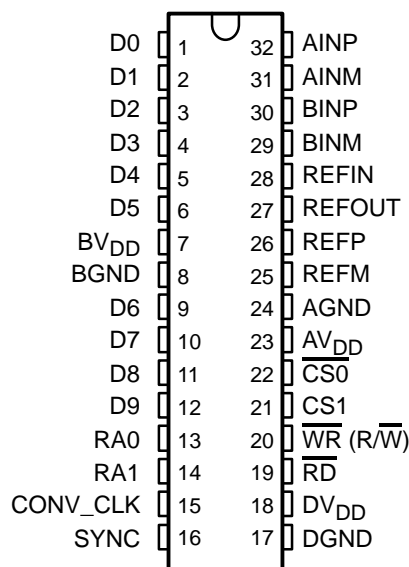 D0 1 32 AINP
D1 2 31 AINM
D2 3 30 BINP
D3 4 29 BINM
D4 5 28 REFIN
D5 6 27 REFOUT
BVDD 7 26 REFP
BGND 8 25 REFM
D6 9 24 AGND
D7 10 23 AVDD
D8 11 22 C̅S̅0̅
D9 12 21 CS1
RA0 13 20 W̅R̅ (R/W̅)
RA1 14 19 R̅D̅
CONV_CLK 15 18 DVDD
SYNC 16 17 DGND